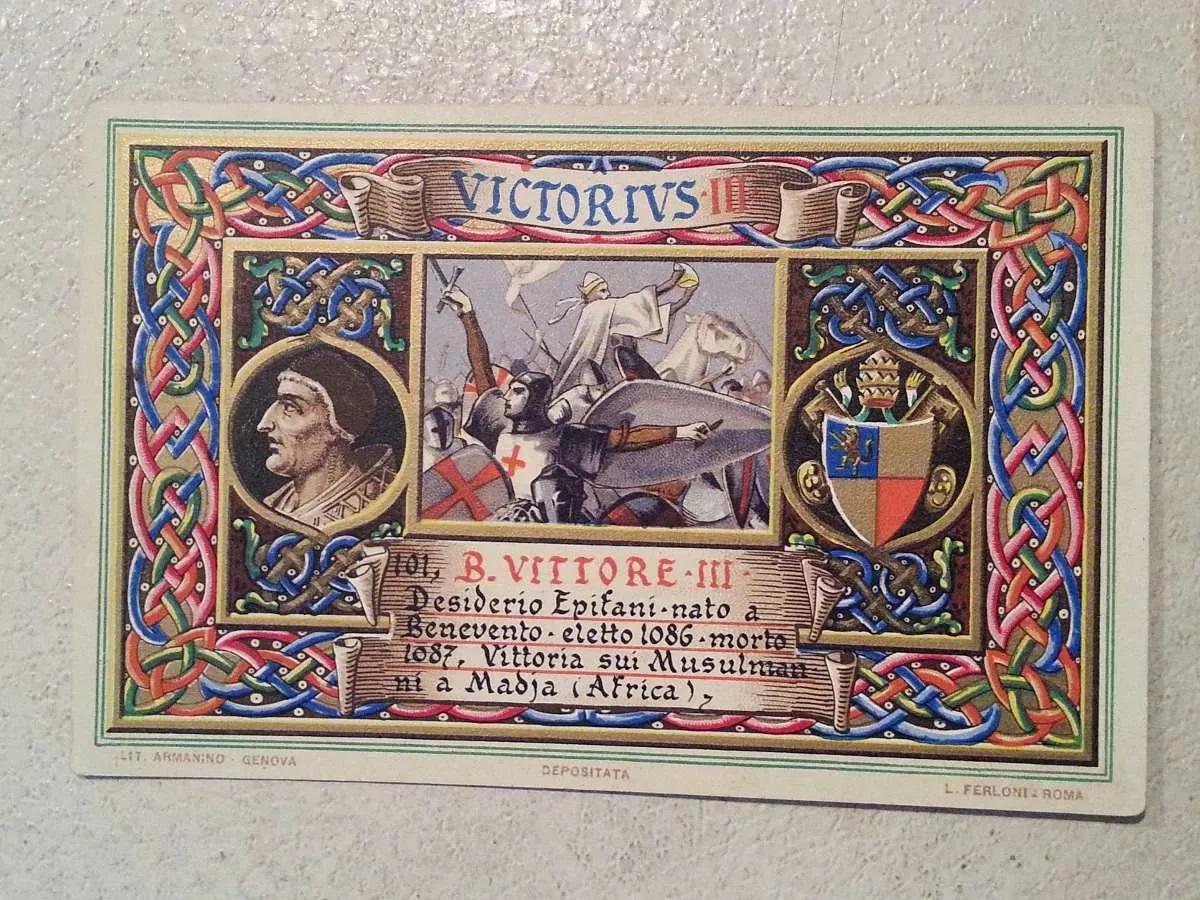 VICTORIVS·III
101, B. VITTORE·III·
Desiderio Epifani·nato a
Benevento·eletto 1086·morto
1087, Vittoria sui Musulman
ni a Madja (Africa),
LIT. ARMANINO - GENOVA
DEPOSITATA
L. FERLONI - ROMA